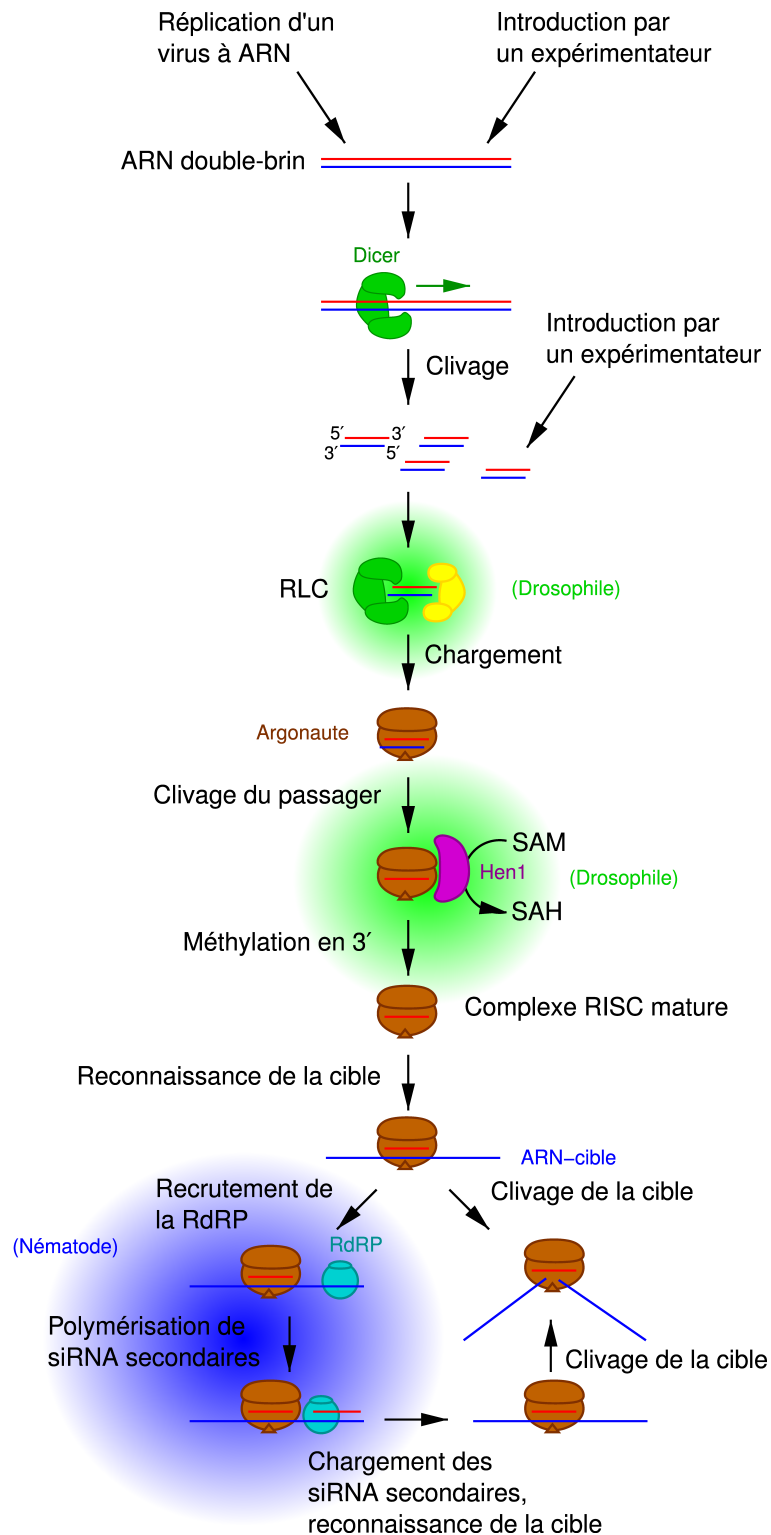 Réplication d'un
virus à ARN
Introduction par
un expérimentateur
ARN double-brin
Dicer
Introduction par
un expérimentateur
Clivage
5′ 3′
3′ 5′
RLC
(Drosophile)
Chargement
Argonaute
Clivage du passager
SAM
Hen1
(Drosophile)
SAH
Méthylation en 3′
Complexe RISC mature
Reconnaissance de la cible
ARN−cible
Recrutement de
la RdRP
Clivage de la cible
(Nématode)
RdRP
Polymérisation de
siRNA secondaires
Clivage de la cible
Chargement des
siRNA secondaires,
reconnaissance de la cible